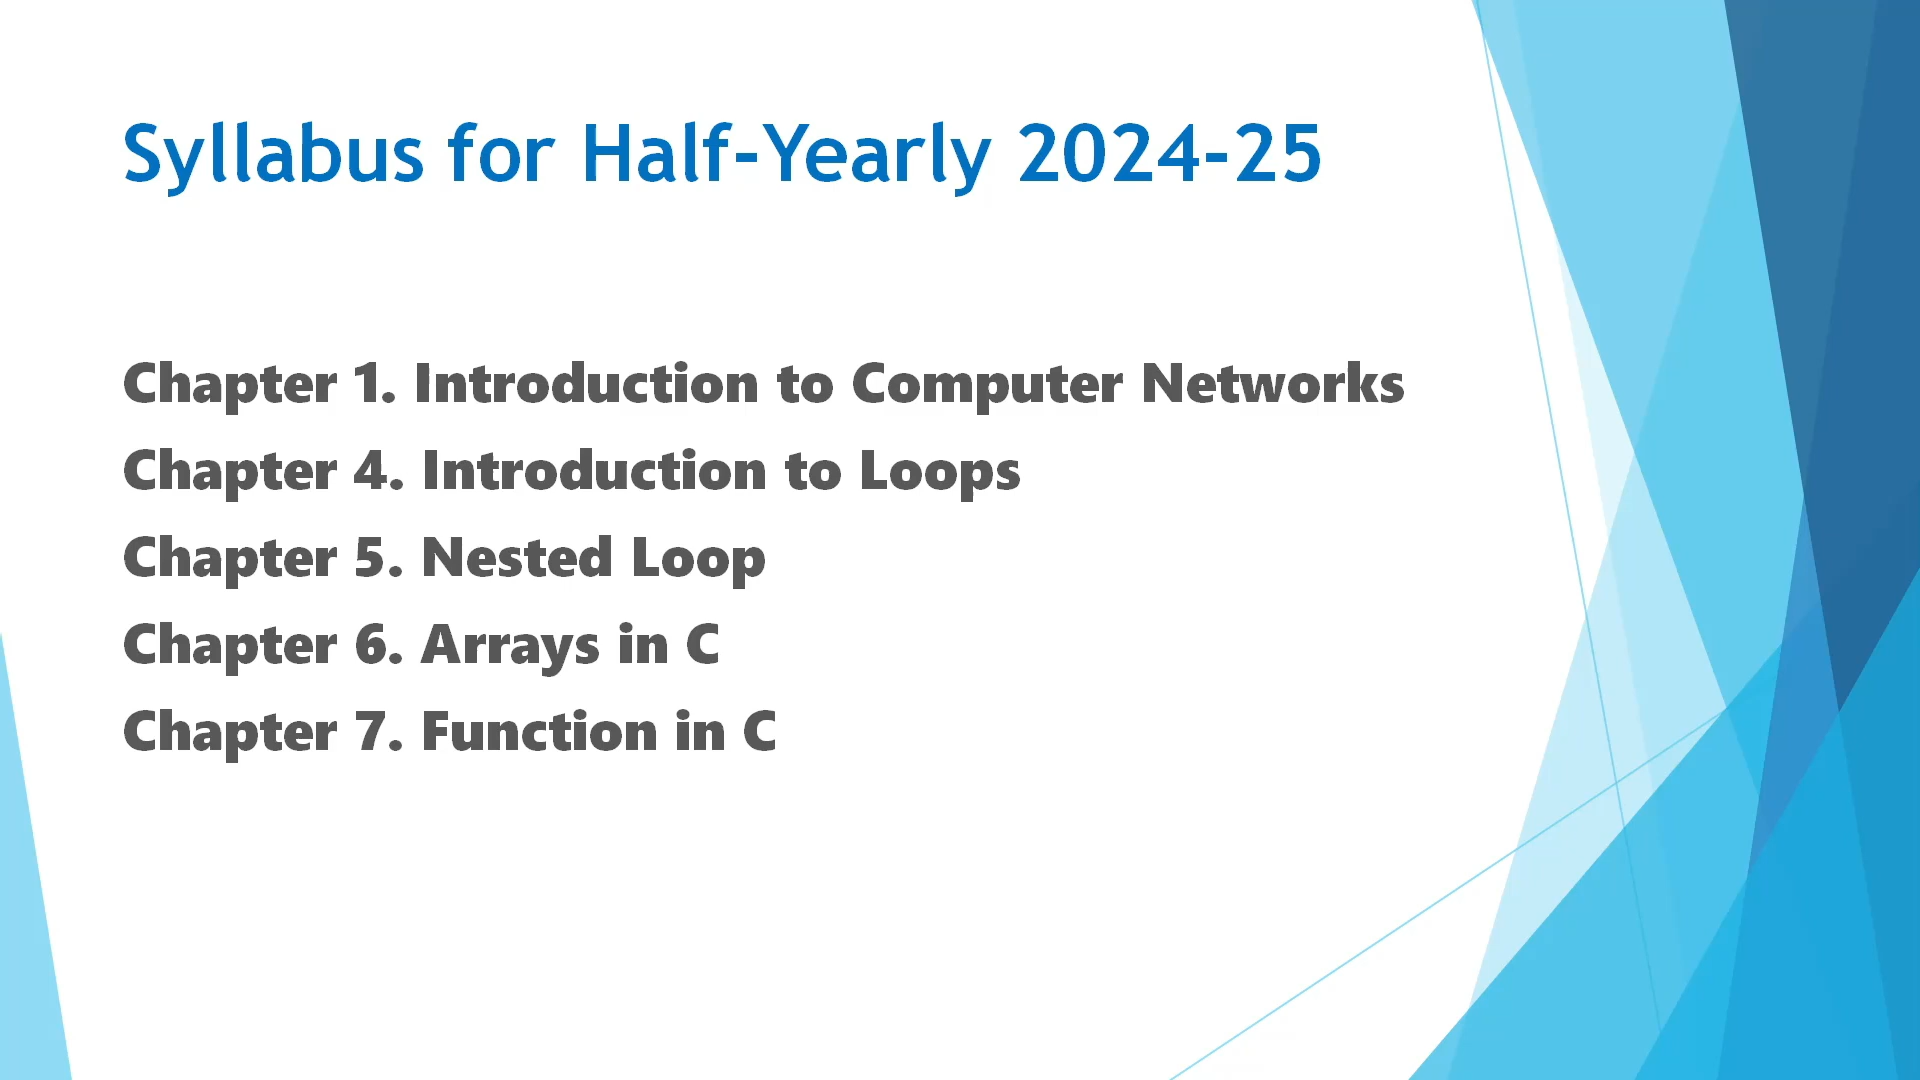 Syllabus for Half-Yearly 2024-25
Chapter 1. Introduction to Computer Networks
Chapter 4. Introduction to Loops
Chapter 5. Nested Loop
Chapter 6. Arrays in C
Chapter 7. Function in C